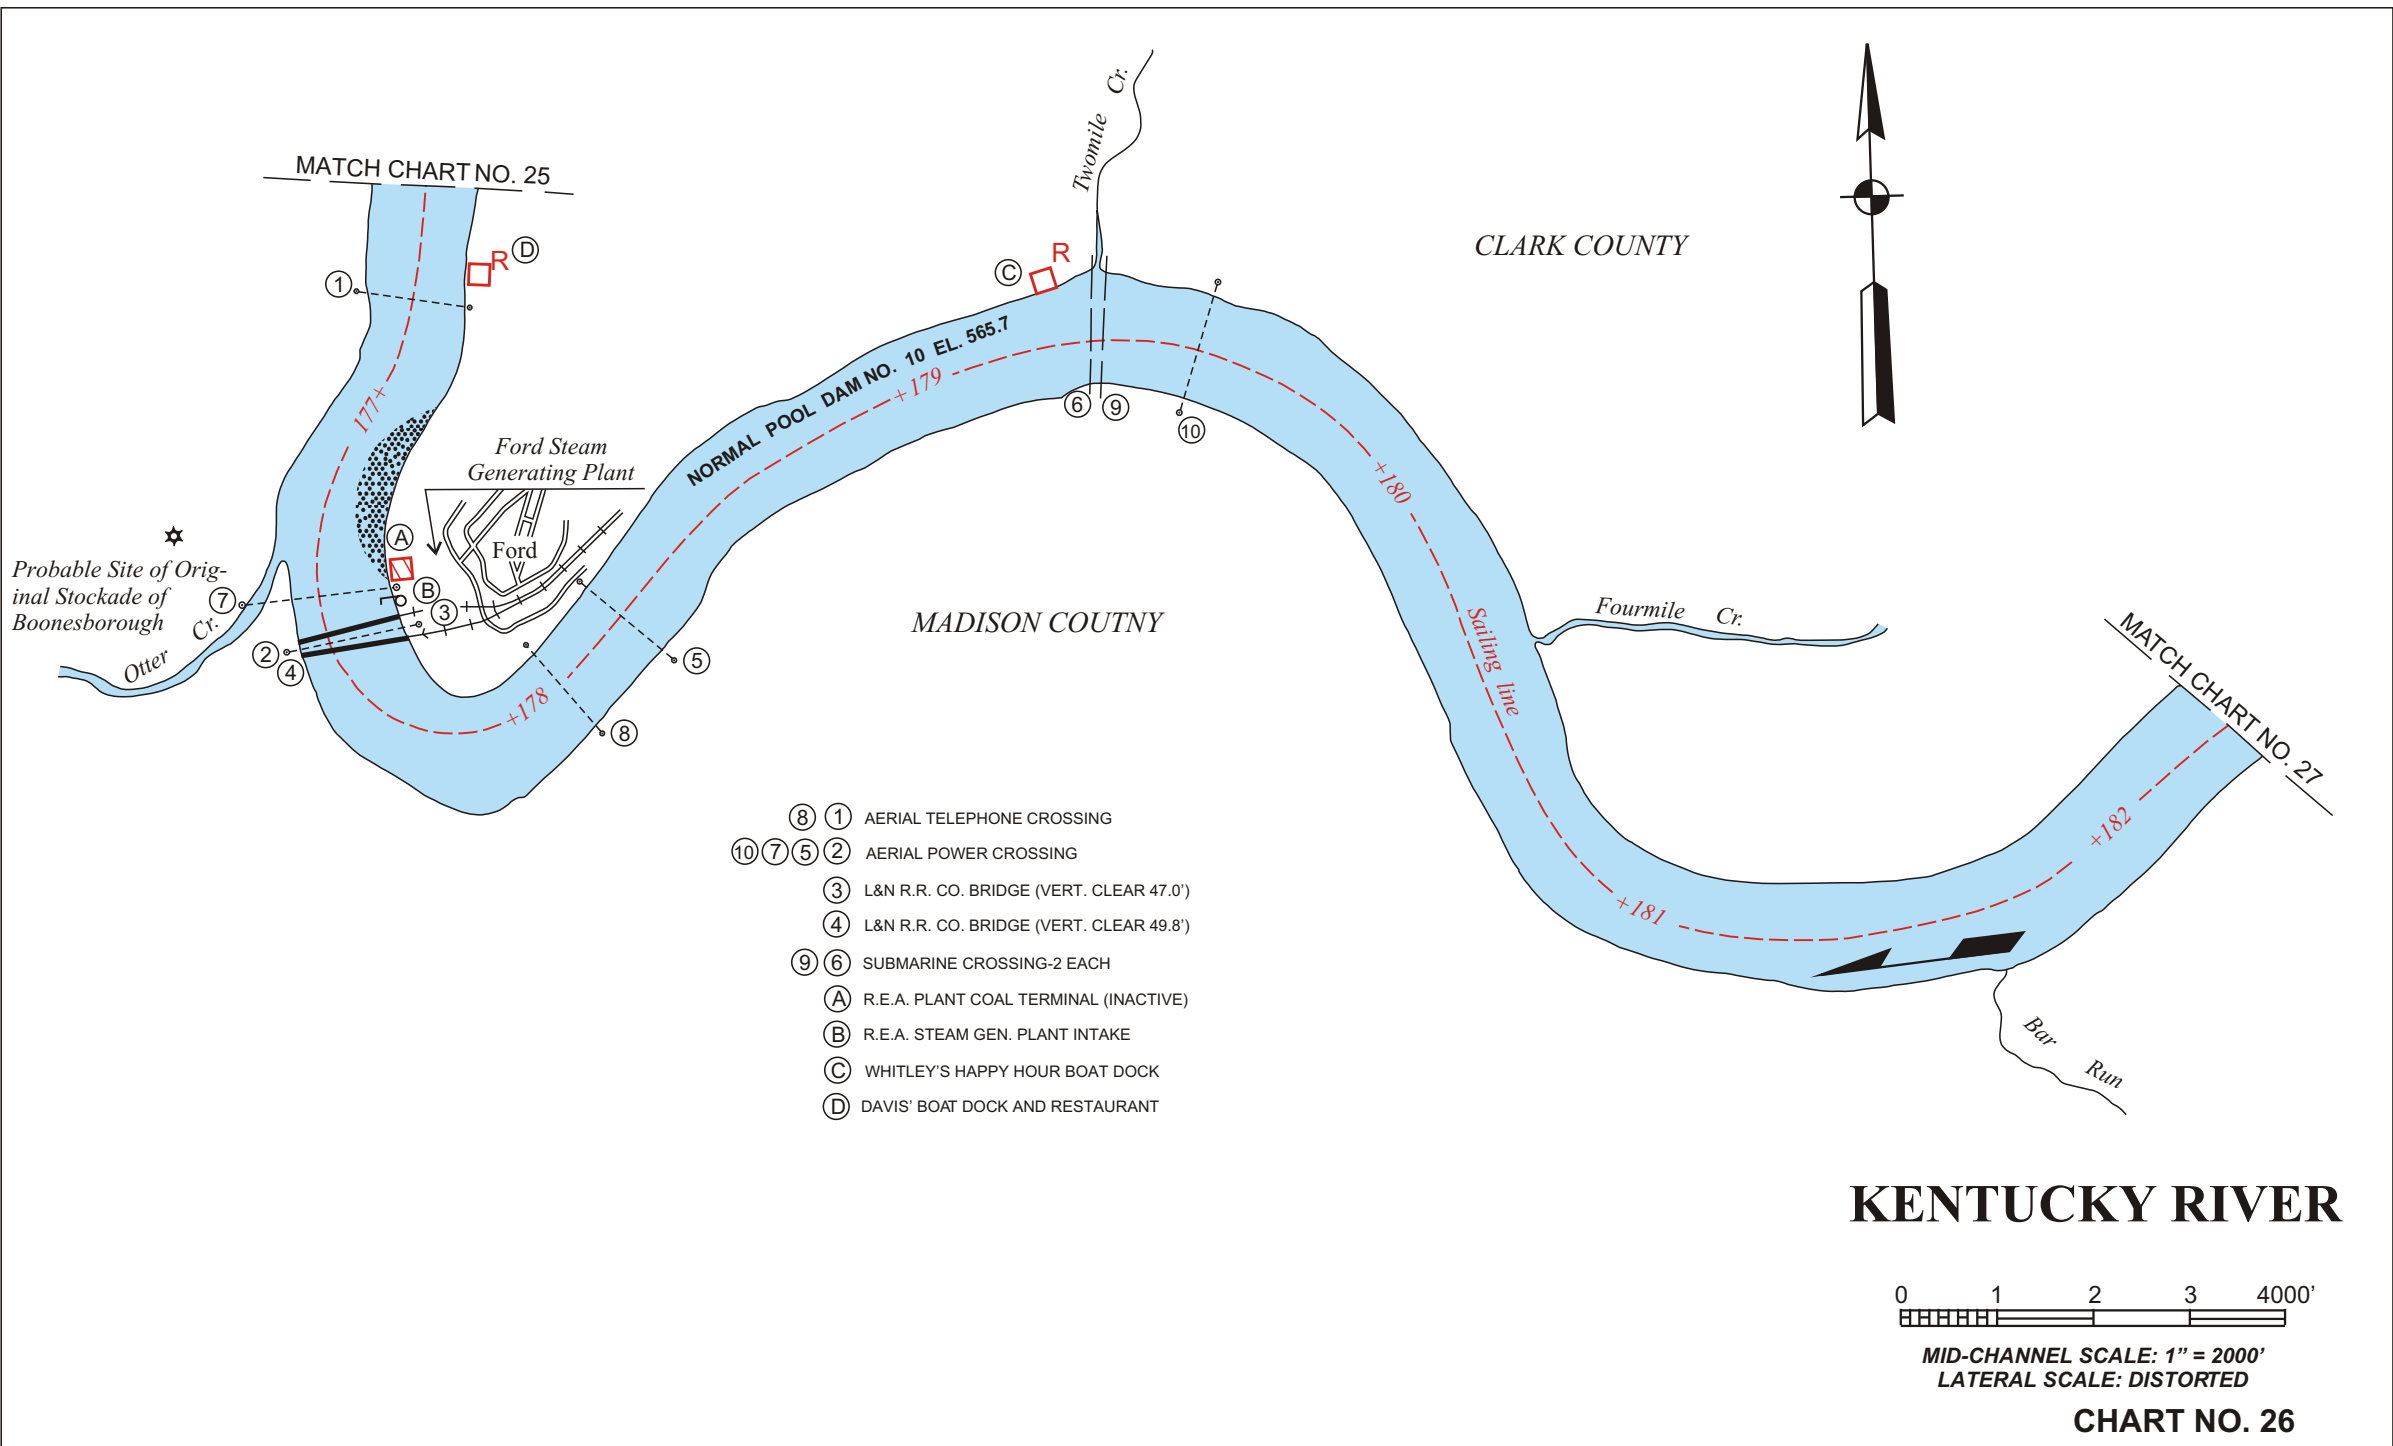 MATCH CHART NO. 25
R
D
1
177+
Ford Steam
Generating Plant
Probable Site of Orig-
inal Stockade of
Boonesborough
A
B
Ford
7
3
Otter Cr.
2
4
+178
5
8
NORMAL POOL DAM NO. 10 EL. 565.7
+179
Twomile Cr.
C
R
6
9
10
CLARK COUNTY
MADISON COUTNY
+180
Sailing line
Fourmile Cr.
MATCH CHART NO. 27
+181
+182
Bar Run
8 1 AERIAL TELEPHONE CROSSING
10 7 5 2 AERIAL POWER CROSSING
3 L&N R.R. CO. BRIDGE (VERT. CLEAR 47.0')
4 L&N R.R. CO. BRIDGE (VERT. CLEAR 49.8')
9 6 SUBMARINE CROSSING-2 EACH
A R.E.A. PLANT COAL TERMINAL (INACTIVE)
B R.E.A. STEAM GEN. PLANT INTAKE
C WHITLEY'S HAPPY HOUR BOAT DOCK
D DAVIS' BOAT DOCK AND RESTAURANT
KENTUCKY RIVER
0 1 2 3 4000'
MID-CHANNEL SCALE: 1" = 2000'
LATERAL SCALE: DISTORTED
CHART NO. 26